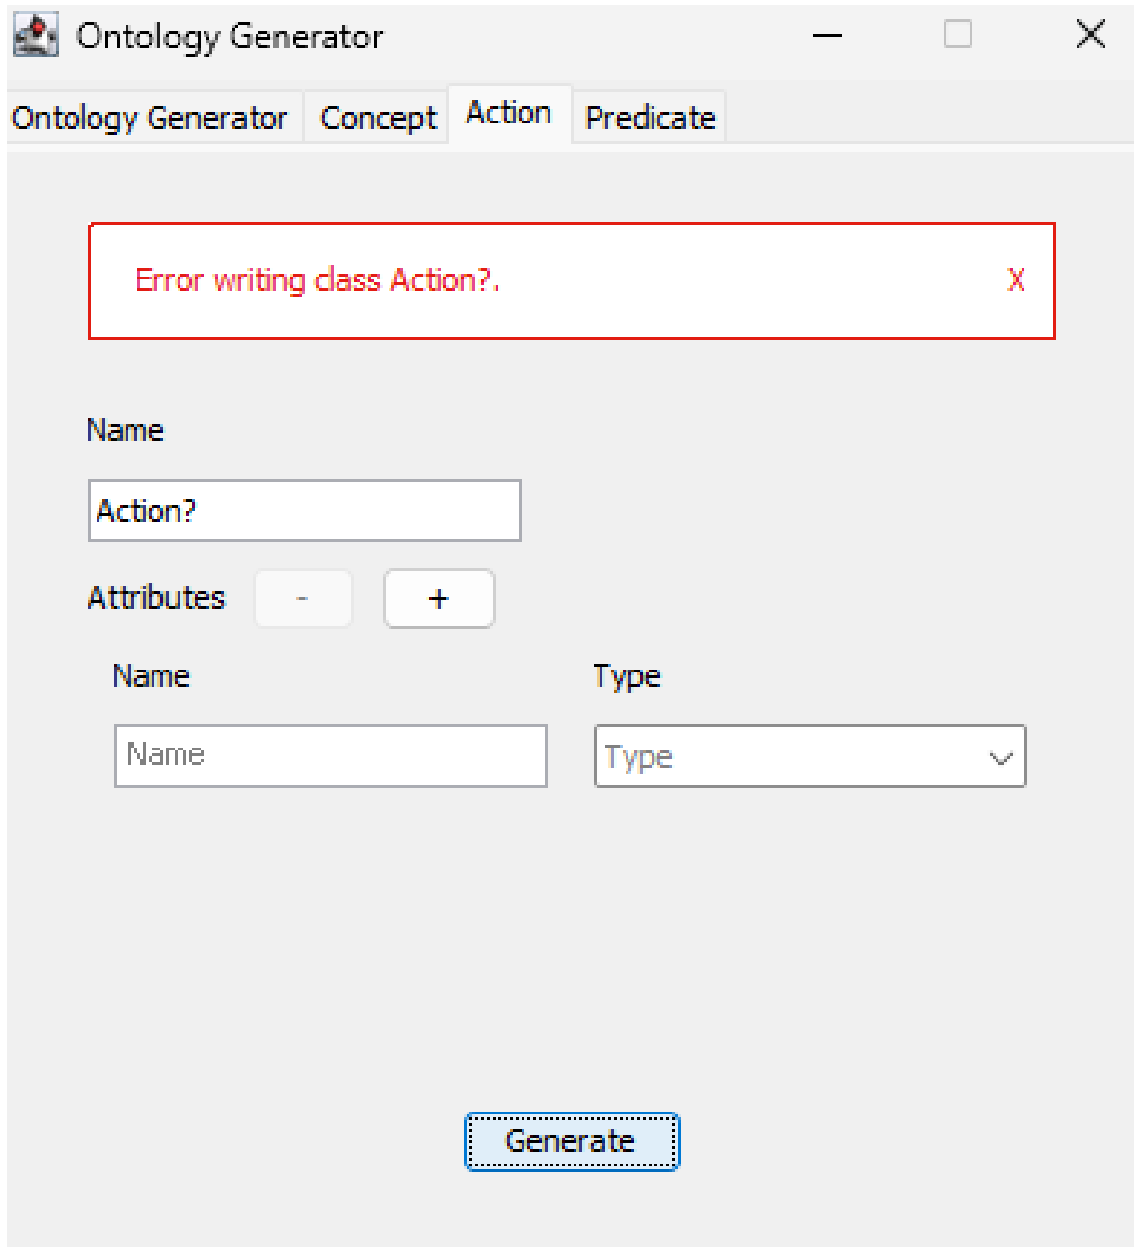 Ontology Generator
Ontology Generator Concept Action Predicate
Error writing class Action?. X
Name
Action?
Attributes - +
Name Type
Name Type
Generate